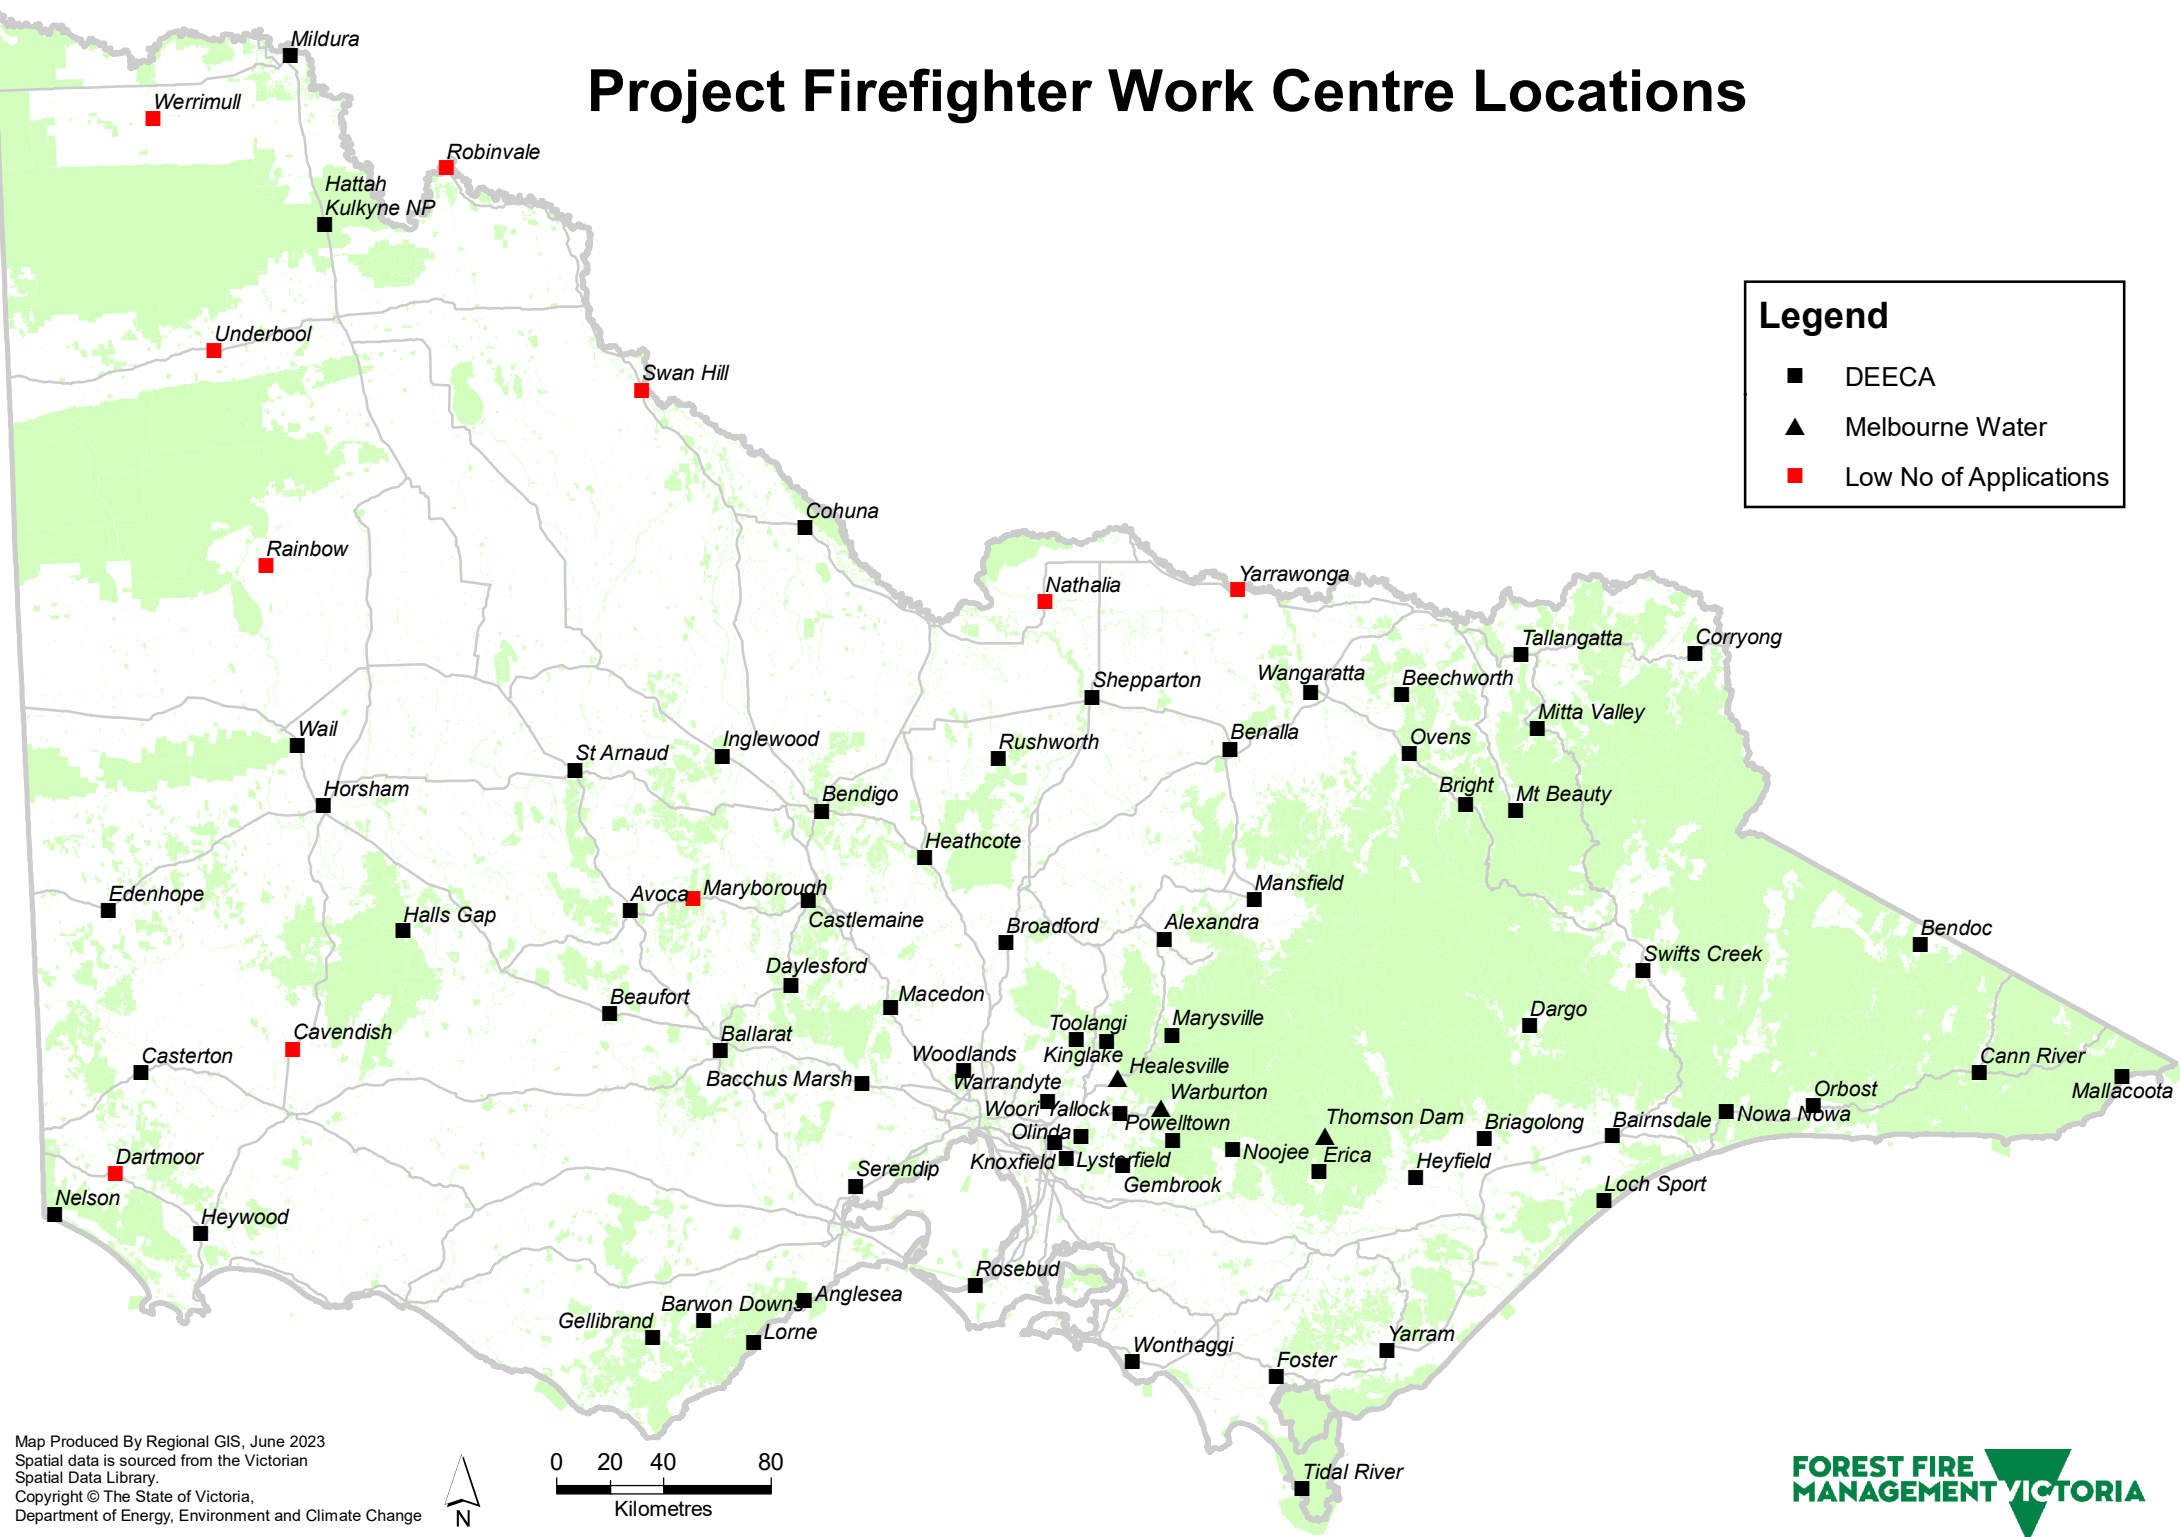 Project Firefighter Work Centre Locations
Mildura
Werrimull
Robinvale
Hattah
Kulkyne NP
Underbool
Swan Hill
Legend
DEECA
Melbourne Water
Low No of Applications
Cohuna
Rainbow
Nathalia
Yarrawonga
Tallangatta
Corryong
Shepparton
Wangaratta
Beechworth
Mitta Valley
Wail
St Arnaud
Inglewood
Rushworth
Benalla
Ovens
Horsham
Bendigo
Bright
Mt Beauty
Heathcote
Edenhope
Halls Gap
Avoca
Maryborough
Castlemaine
Mansfield
Broadford
Alexandra
Bendoc
Swifts Creek
Daylesford
Macedon
Beaufort
Dargo
Cavendish
Ballarat
Toolangi
Marysville
Casterton
Woodlands
Kinglake
Healesville
Cann River
Bacchus Marsh
Warrandyte
Warburton
Orbost
Mallacoota
Woori Yallock
Powelltown
Thomson Dam
Briagolong
Bairnsdale
Nowa Nowa
Olinda
Dartmoor
Serendip
Knoxfield
Lysterfield
Noojee
Erica
Heyfield
Nelson
Gembrook
Loch Sport
Heywood
Rosebud
Anglesea
Barwon Downs
Gellibrand
Lorne
Wonthaggi
Yarram
Foster
Tidal River
Map Produced By Regional GIS, June 2023
Spatial data is sourced from the Victorian
Spatial Data Library.
Copyright © The State of Victoria,
Department of Energy, Environment and Climate Change
N
0 20 40 80
Kilometres
FOREST FIRE
MANAGEMENT VICTORIA